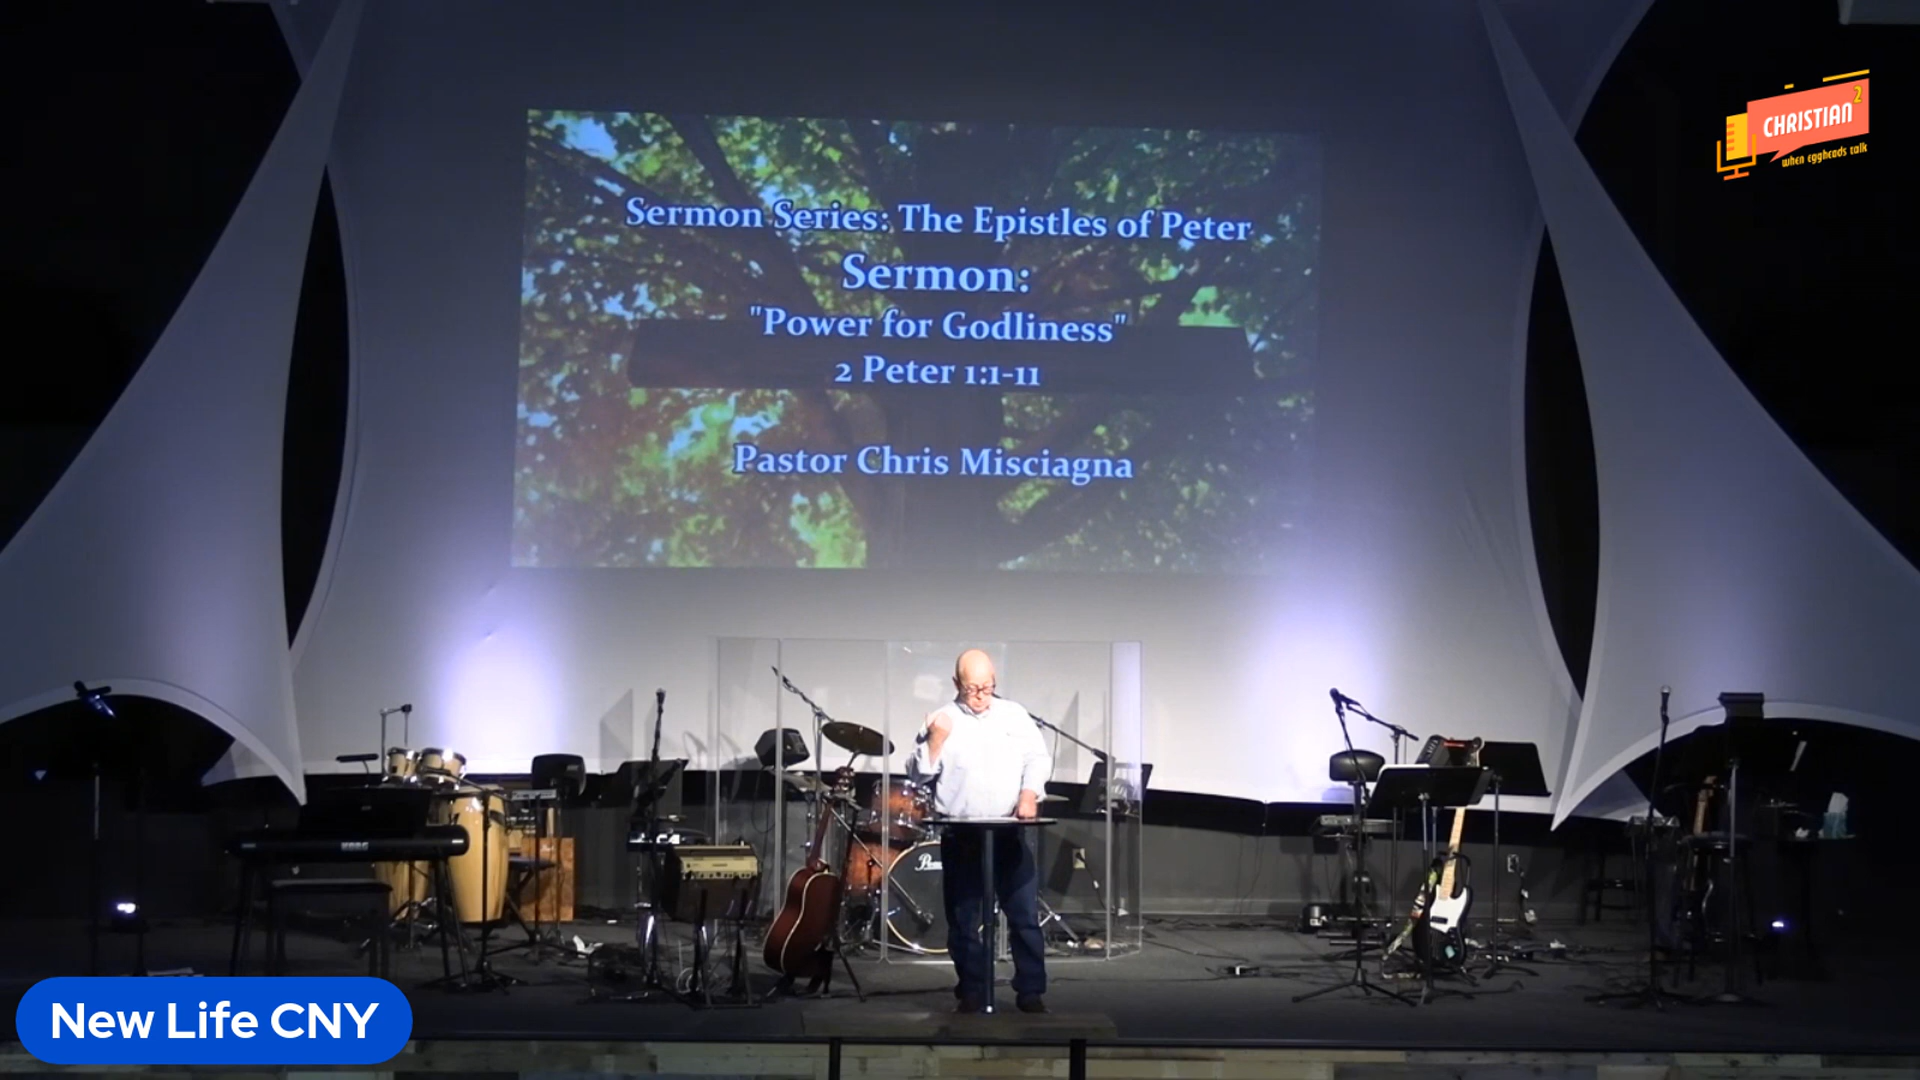 CHRISTIAN 2
when eggheads talk
Sermon Series: The Epistles of Peter
Sermon:
"Power for Godliness"
2 Peter 1:1-11
Pastor Chris Misciagna
KORG
New Life CNY